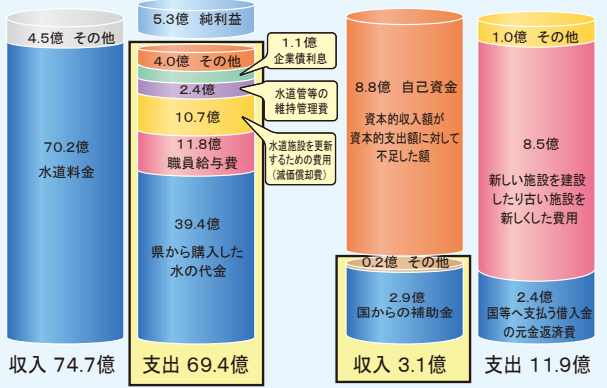 4.5億 その他
70.2億
水道料金
収入 74.7億
5.3億 純利益
4.0億 その他
1.1億
企業債利息
2.4億
水道管等の
維持管理費
10.7億
水道施設を更新
するための費用
(減価償却費)
11.8億
職員給与費
39.4億
県から購入した
水の代金
支出 69.4億
8.8億 自己資金
資本的収入額が
資本的支出額に対して
不足した額
0.2億 その他
2.9億
国からの補助金
収入 3.1億
1.0億 その他
8.5億
新しい施設を建設
したり古い施設を
新しくした費用
2.4億
国等へ支払う借入金
の元金返済費
支出 11.9億